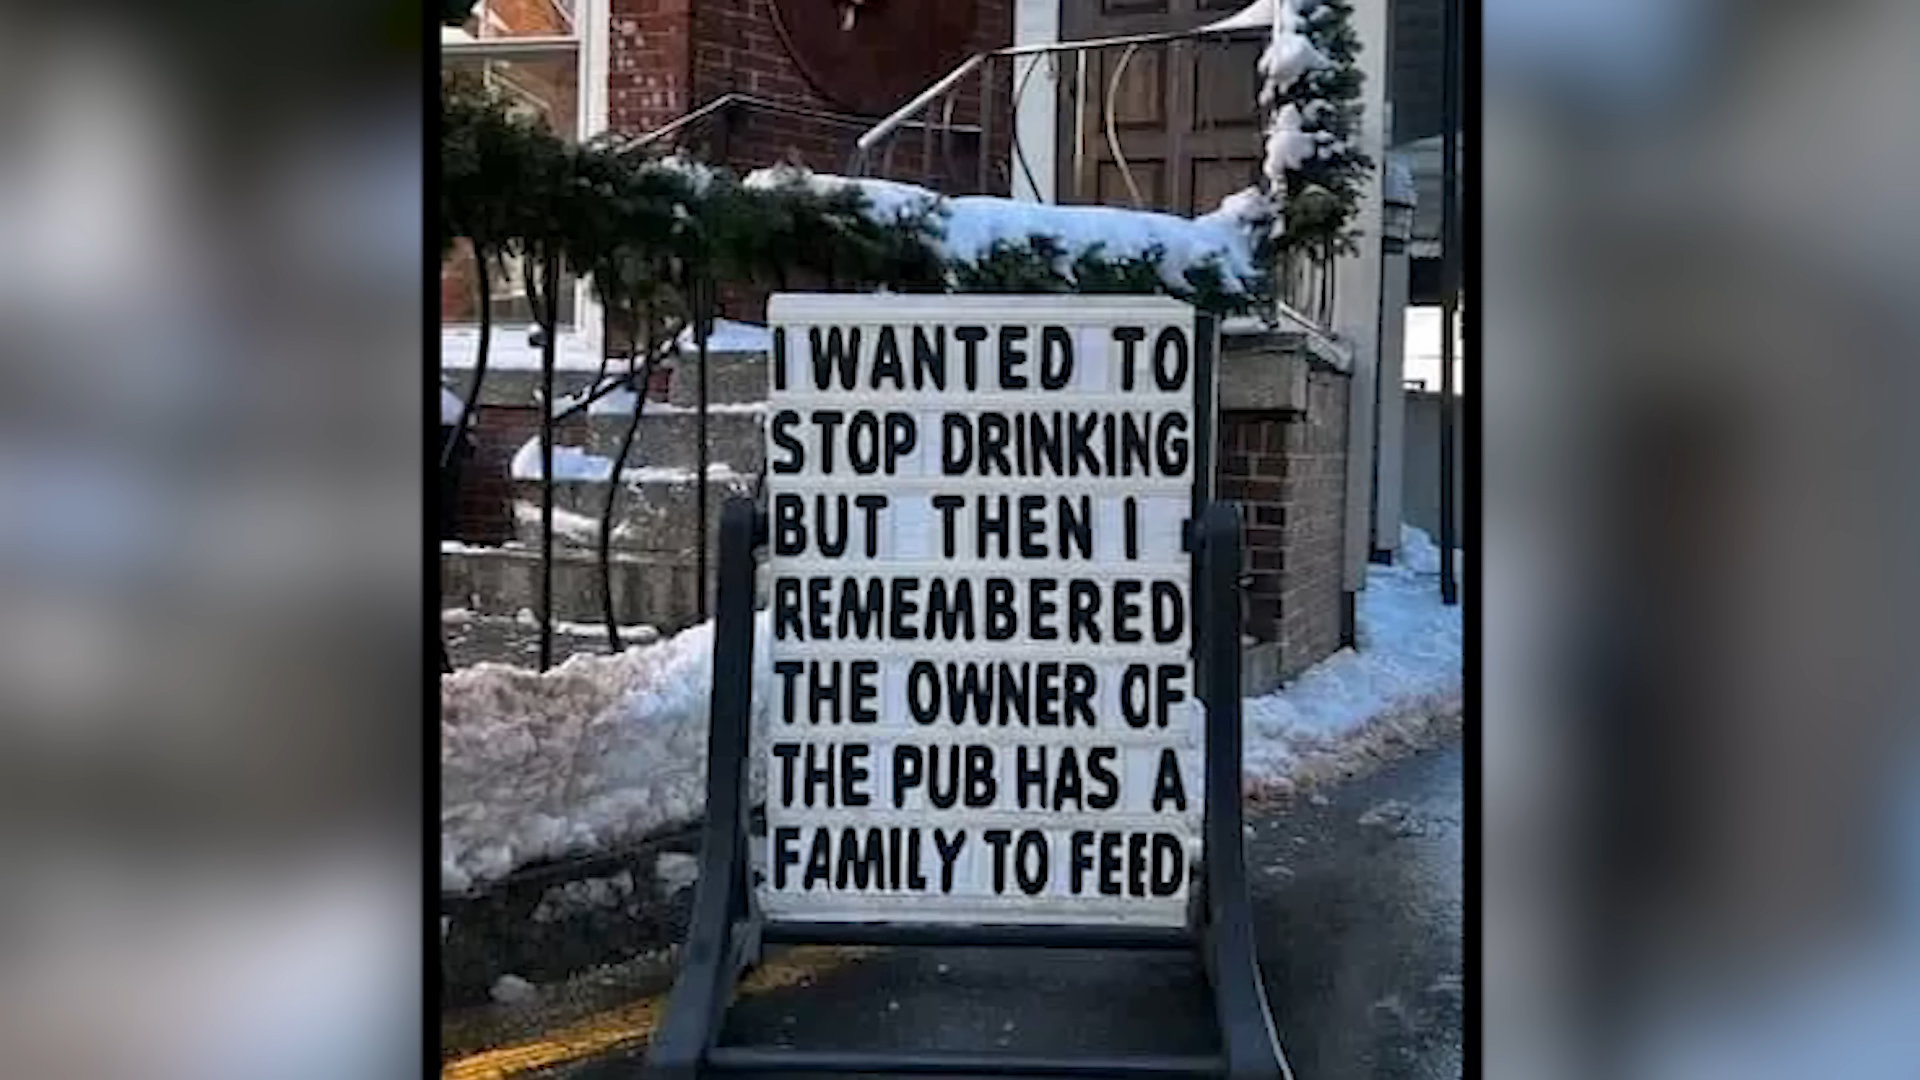 I WANTED TO
STOP DRINKING
BUT THEN I
REMEMBERED
THE OWNER OF
THE PUB HAS A
FAMILY TO FEED